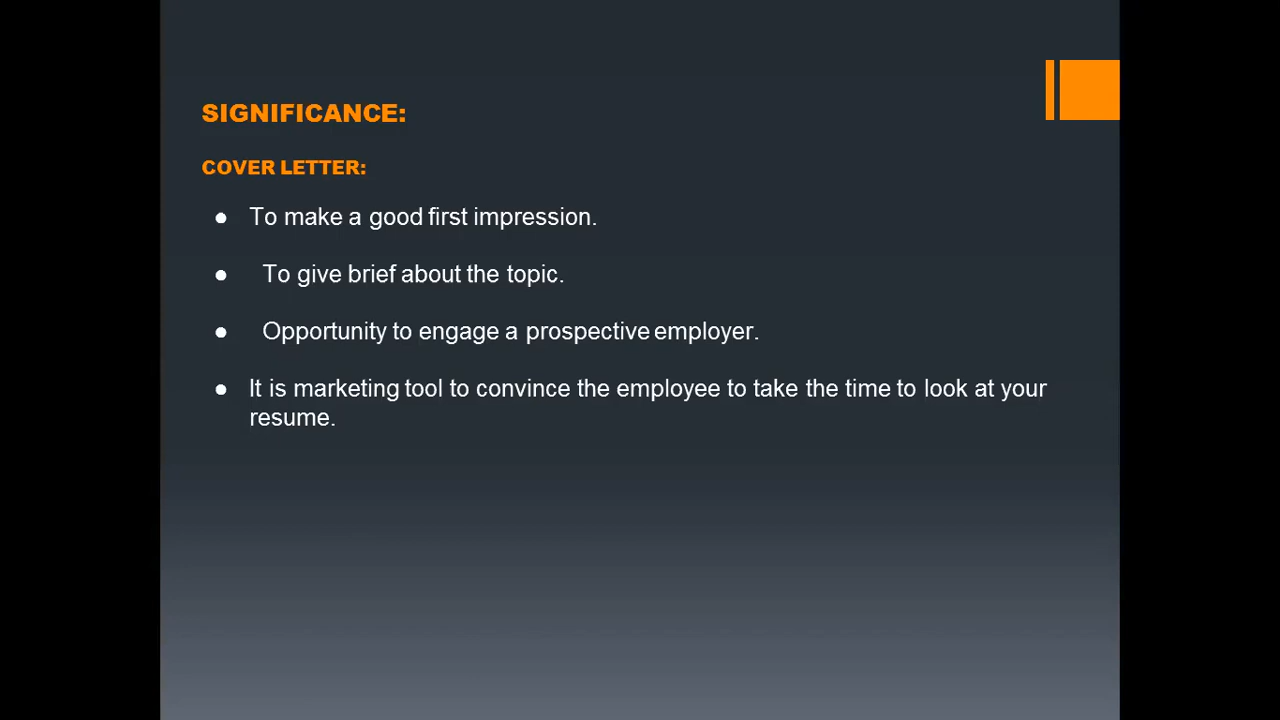 SIGNIFICANCE:
COVER LETTER:
● To make a good first impression.
● To give brief about the topic.
● Opportunity to engage a prospective employer.
● It is marketing tool to convince the employee to take the time to look at your
resume.